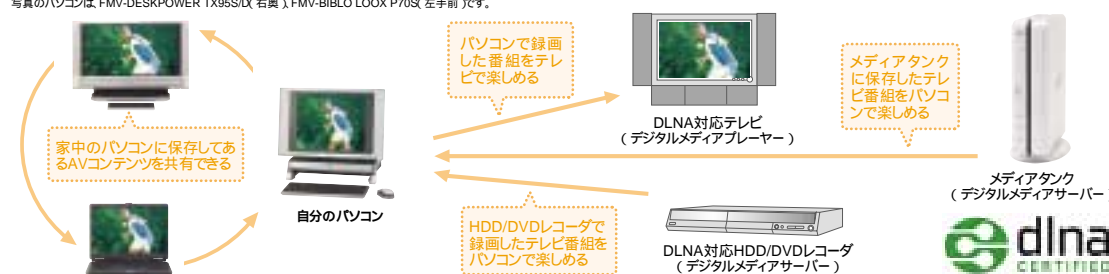 写真のパソコンは、FMV-DESKPOWER TX95S/D(右奥)、FMV-BIBLO LOOX P70S(左手前)です。
パソコンで録画
した番組をテレ
ビで楽しめる
メディアタンク
に保存したテレ
ビ番組をパソコ
ンで楽しめる
DLNA対応テレビ
(デジタルメディアプレーヤー)
家中のパソコンに保存してあ
るAVコンテンツを共有できる
自分のパソコン
メディアタンク
(デジタルメディアサーバー)
HDD/DVDレコーダで
録画したテレビ番組を
パソコンで楽しめる
DLNA対応HDD/DVDレコーダ
(デジタルメディアサーバー)
dlna
CERTIFIED